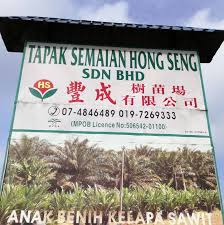 TAPAK SEMAIAN HONG SENG
SDN BHD
HS
豐成 樹苗場
有限公司
07-4846489 019-7269333
(MPOB Licence No:506542-01100)
ANAK BENIH KELAPA SAWIT